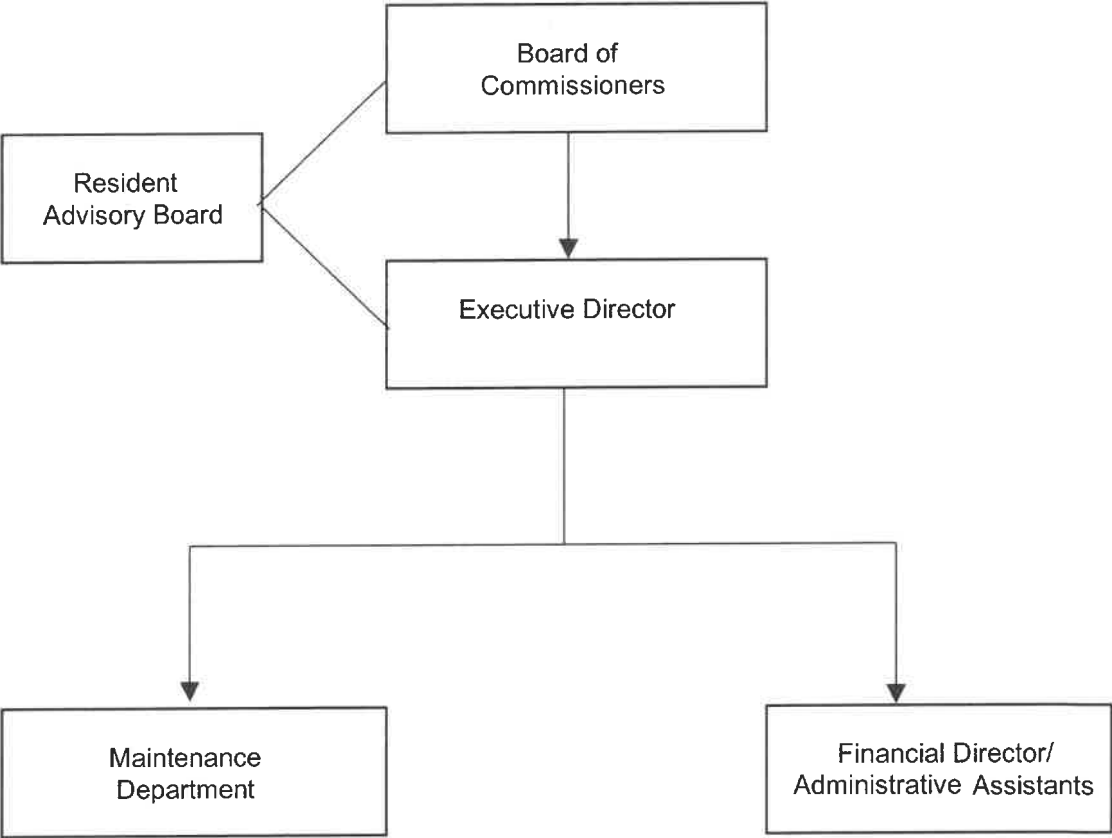 Board of
Commissioners
Resident
Advisory Board
Executive Director
Maintenance
Department
Financial Director/
Administrative Assistants